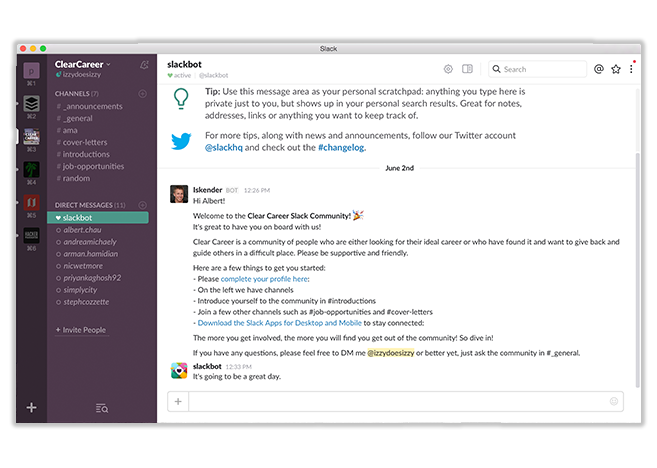 Slack
ClearCareer
izzydoesizzy
CHANNELS (7)
# _announcements
# _general
# ama
# cover-letters
# introductions
# job-opportunities
# random
DIRECT MESSAGES (11)
slackbot
albert.chau
andreamichaely
arman.hamidian
nicwetmore
priyankaghosh92
simplycity
stephcozzette
+ Invite People
P
⌘1
⌘2
⌘3
⌘4
⌘5
⌘6
slackbot
active | @slackbot
Search
Tip: Use this message area as your personal scratchpad: anything you type here is
private just to you, but shows up in your personal search results. Great for notes,
addresses, links or anything you want to keep track of.
For more tips, along with news and announcements, follow our Twitter account
@slackhq and check out the #changelog.
June 2nd
Iskender BOT 12:26 PM
Hi Albert!
Welcome to the Clear Career Slack Community! 🎉
It's great to have you on board with us!
Clear Career is a community of people who are either looking for their ideal career or who have found it and want to give back and
guide others in a difficult place. Please be supportive and friendly.
Here are a few things to get you started:
- Please complete your profile here:
- On the left we have channels
- Introduce yourself to the community in #introductions
- Join a few other channels such as #job-opportunities and #cover-letters
- Download the Slack Apps for Desktop and Mobile to stay connected:
The more you get involved, the more you will find you get out of the community! So dive in!
If you have any questions, please feel free to DM me @izzydoesizzy or better yet, just ask the community in #_general.
slackbot 12:33 PM
It's going to be a great day.